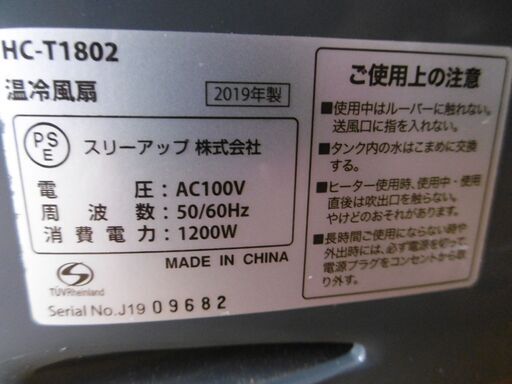 HC-T1802
温冷風扇
2019年製
PS
E
スリーアップ 株式会社
電圧:AC100V
周波数:50/60Hz
消費電力:1200W
MADE IN CHINA
TÜVRheinland
Serial No.J19 09682
ご使用上の注意
■使用中はルーバーに触れない。
送風口に指を入れない。
■タンク内の水はこまめに交換
■ヒーター使用時、使用中・使用
直後は吹出口に触らない。
やけどのおそれがあります。
■長時間ご使用にならない時や
外出時には、必ず電源を切って
電源プラグをコンセントから取り
外す。